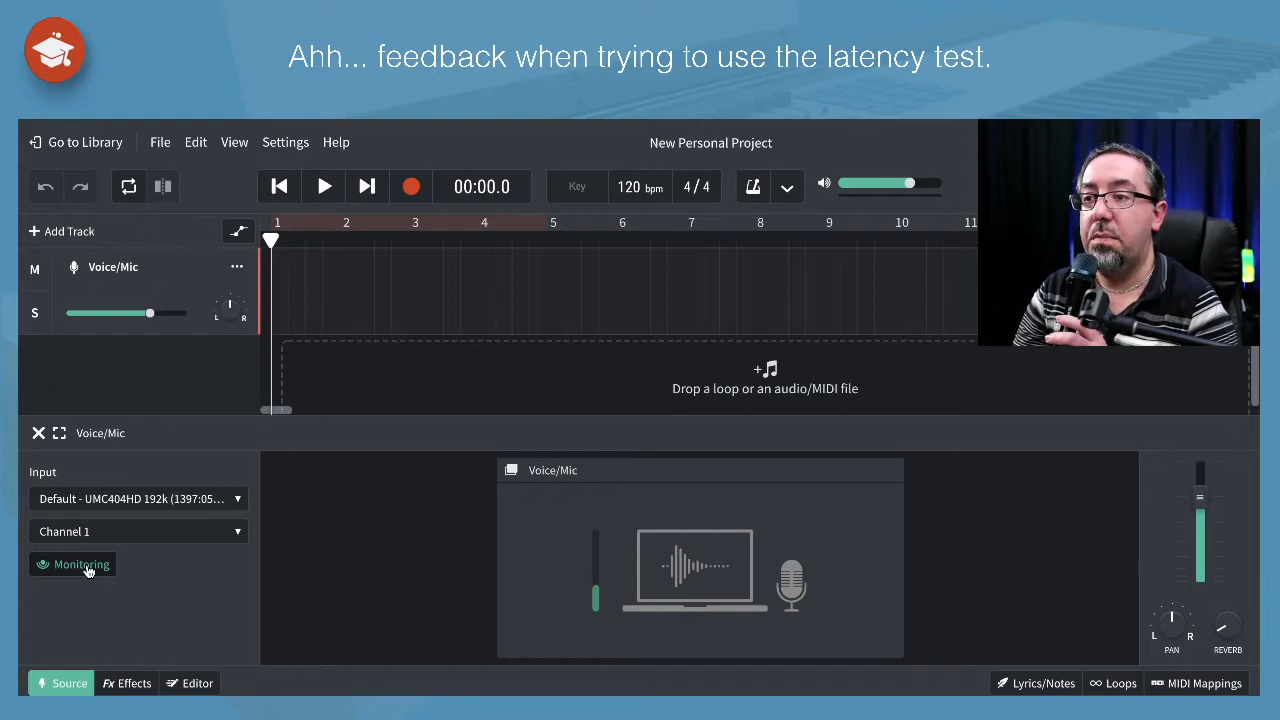 Ahh... feedback when trying to use the latency test.
Go to Library File Edit View Settings Help New Personal Project
00:00.0 Key 120 bpm 4 / 4
1 2 3 4 5 6 7 8 9 10 11
+ Add Track
M Voice/Mic ...
S L R
Drop a loop or an audio/MIDI file
Voice/Mic
Input
Voice/Mic
Default - UMC404HD 192k (1397:05...
Channel 1
Monitoring
L R
PAN REVERB
Source Fx Effects Editor Lyrics/Notes Loops MIDI Mappings